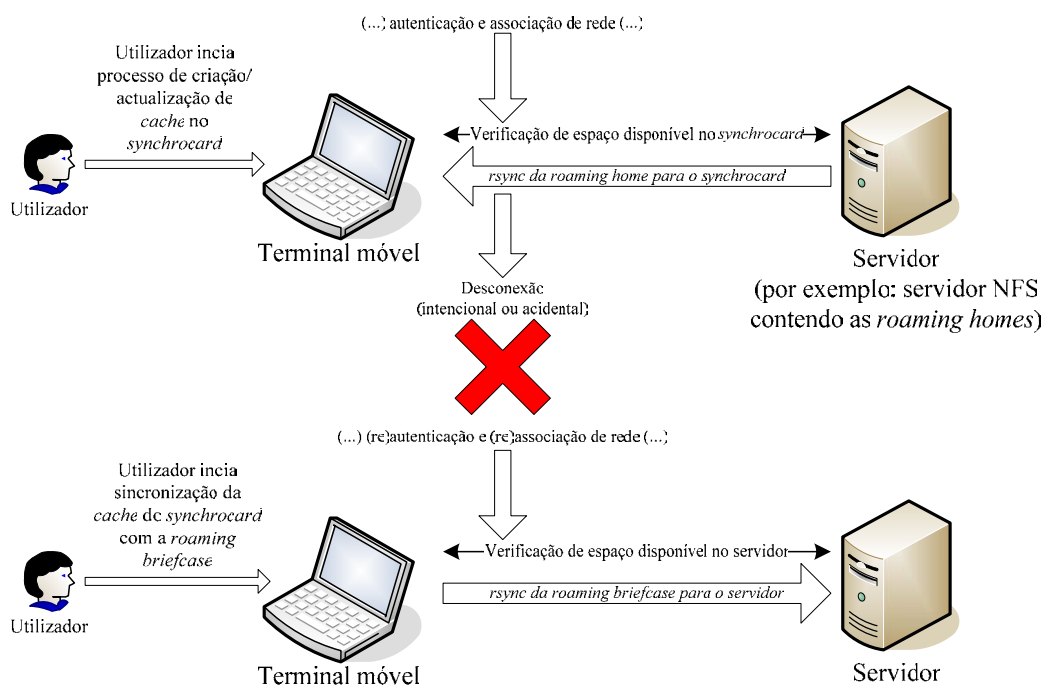 (...) autenticação e associação de rede (...)
Utilizador incia
processo de criação/
actualização de
cache no
synchrocard
Verificação de espaço disponível no synchrocard
rsync da roaming home para o synchrocard
Utilizador
Terminal móvel
Servidor
(por exemplo: servidor NFS
contendo as roaming homes)
Desconexão
(intencional ou acidental)
(...) (re)autenticação e (re)associação de rede (...)
Utilizador incia
sincronização da
cache do synchrocard
com a roaming
briefcase
Verificação de espaço disponível no servidor
rsync da roaming briefcase para o servidor
Utilizador
Terminal móvel
Servidor